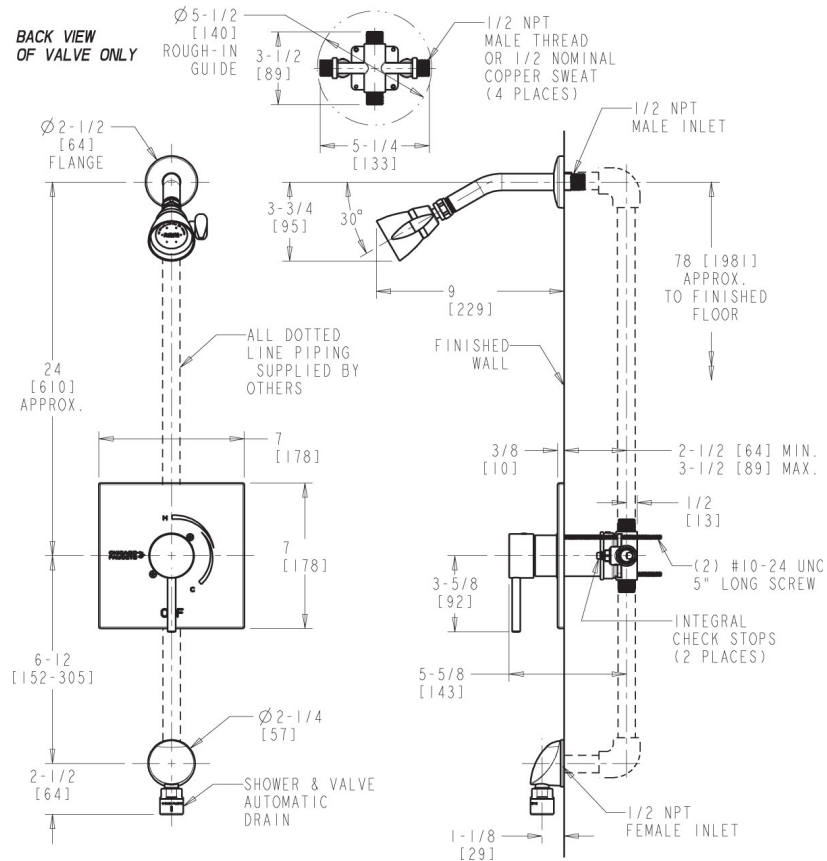 BACK VIEW
OF VALVE ONLY
Ø5-1/2
[140]
ROUGH-IN
GUIDE
3-1/2
[89]
1/2 NPT
MALE THREAD
OR 1/2 NOMINAL
COPPER SWEAT
(4 PLACES)
5-1/4
[133]
Ø2-1/2
[64]
FLANGE
1/2 NPT
MALE INLET
3-3/4
[95]
30°
9
[229]
78 [1981]
APPROX.
TO FINISHED
FLOOR
24
[610]
APPROX.
ALL DOTTED
LINE PIPING
SUPPLIED BY
OTHERS
FINISHED
WALL
7
[178]
3/8
[10]
2-1/2 [64] MIN.
3-1/2 [89] MAX.
1/2
[13]
H
C
7
[178]
3-5/8
[92]
(2) #10-24 UNC
5" LONG SCREW
INTEGRAL
CHECK STOPS
(2 PLACES)
6-12
[152-305]
5-5/8
[143]
Ø2-1/4
[57]
2-1/2
[64]
SHOWER & VALVE
AUTOMATIC
DRAIN
1/2 NPT
FEMALE INLET
1-1/8
[29]